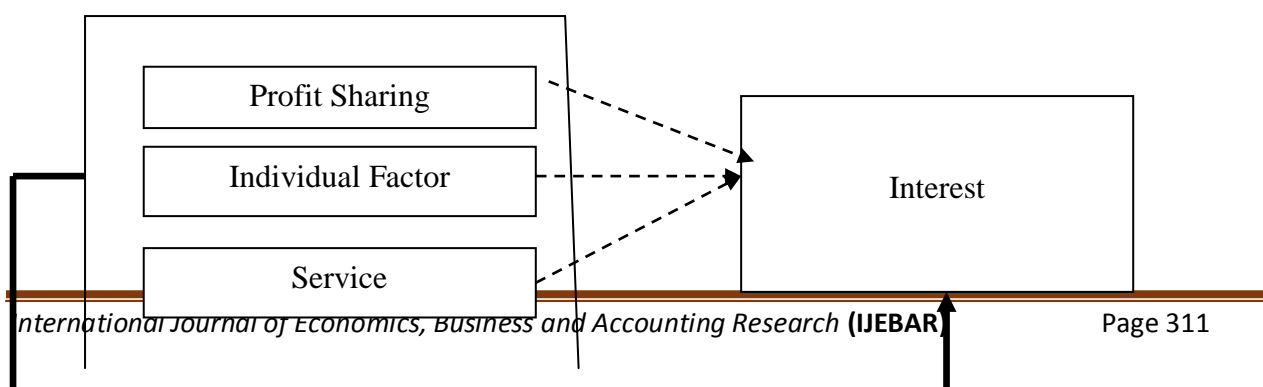 Profit Sharing
Individual Factor
Interest
Service
International Journal of Economics, Business and Accounting Research (IJEBAR) Page 311